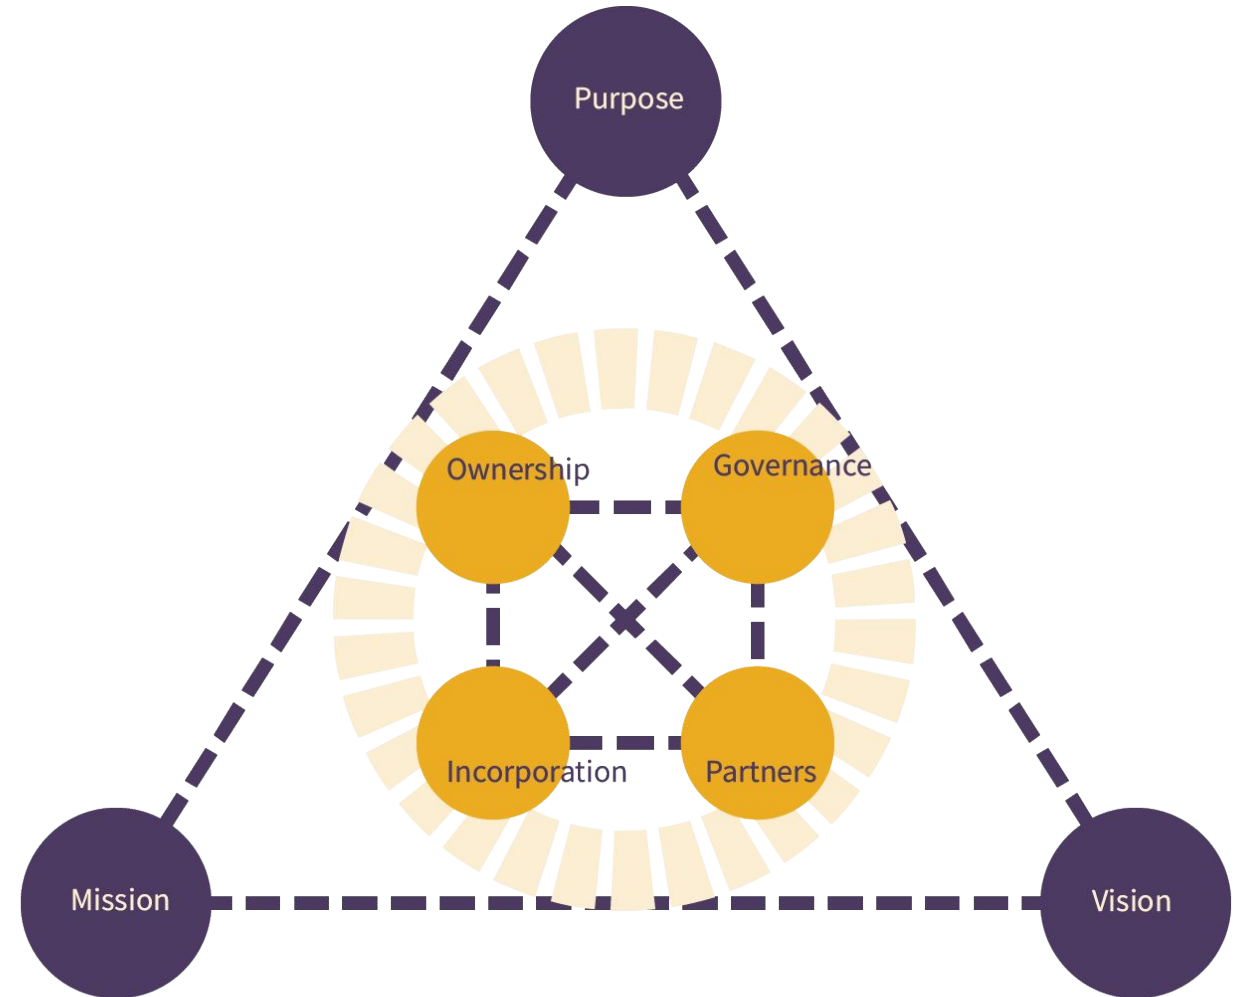 Purpose
Ownership
Governance
Incorporation
Partners
Mission
Vision